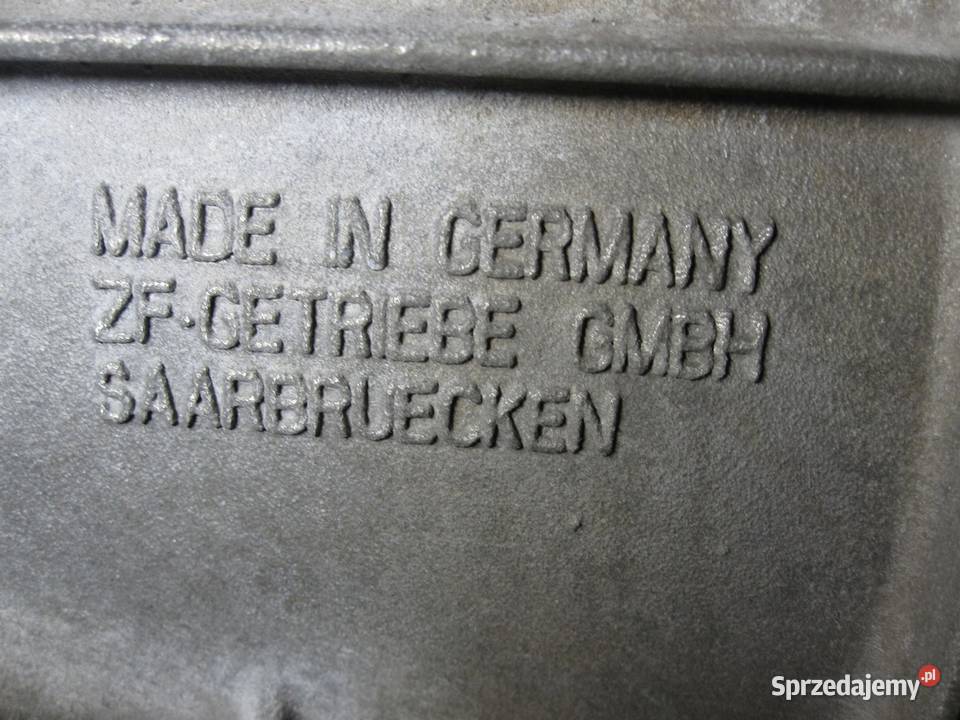 MADE IN GERMANY
ZF-GETRIEBE GMBH
SAARBRUECKEN
Sprzedajemy.pl